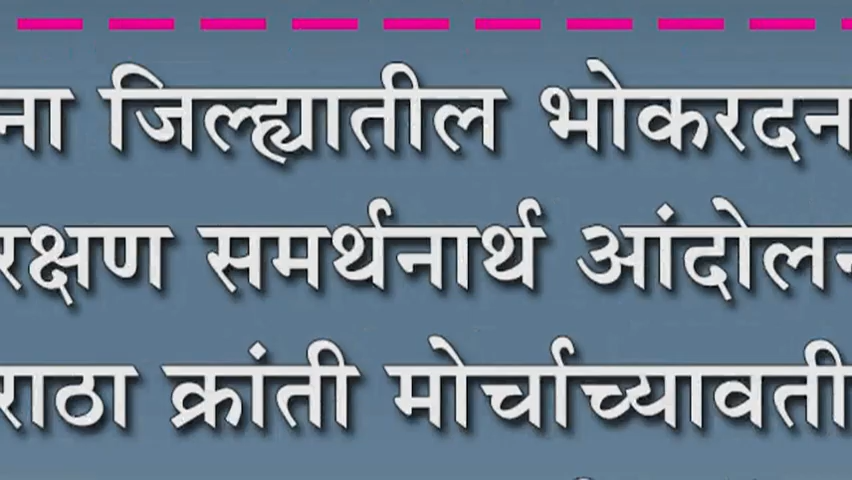 ना जिल्ह्यातील भोकरदन
रक्षण समर्थनार्थ आंदोलन
राठा क्रांती मोर्चाच्यावती